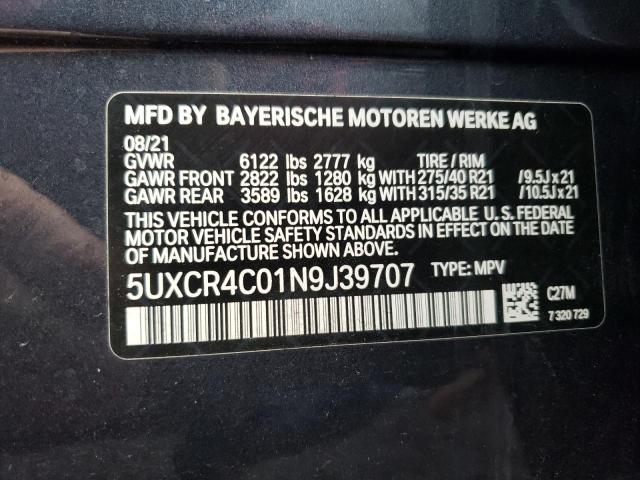 MFD BY BAYERISCHE MOTOREN WERKE AG
08/21
GVWR 6122 lbs 2777 kg TIRE / RIM
GAWR FRONT 2822 lbs 1280 kg WITH 275/40 R21 /9.5J x 21
GAWR REAR 3589 lbs 1628 kg WITH 315/35 R21 /10.5J x 21
THIS VEHICLE CONFORMS TO ALL APPLICABLE U.S. FEDERAL
MOTOR VEHICLE SAFETY STANDARDS IN EFFECT ON THE DATE
OF MANUFACTURE SHOWN ABOVE.
5UXCR4C01N9J39707 TYPE: MPV
C27M
7 320 729